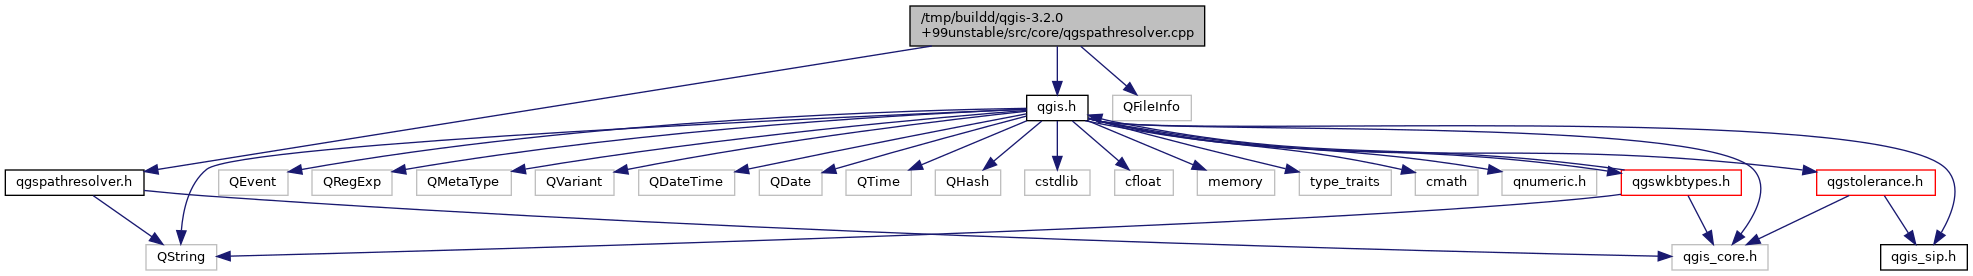 /tmp/buildd/qgis-3.2.0
+99unstable/src/core/qgspathresolver.cpp
qgis.h
QFileInfo
qgspathresolver.h
QEvent
QRegExp
QMetaType
QVariant
QDateTime
QDate
QTime
QHash
cstdlib
cfloat
memory
type_traits
cmath
qnumeric.h
qgswkbtypes.h
qgstolerance.h
QString
qgis_core.h
qgis_sip.h